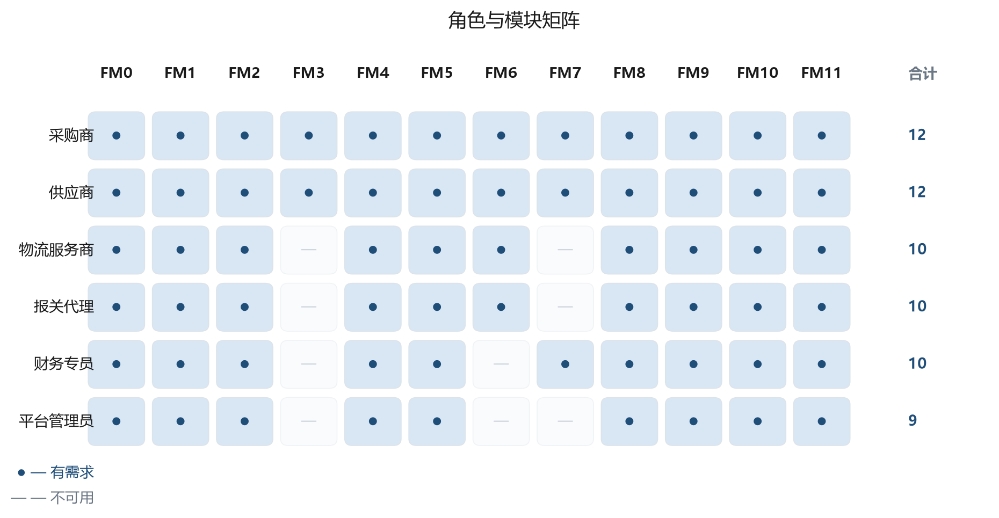 角色与模块矩阵
FM0 FM1 FM2 FM3 FM4 FM5 FM6 FM7 FM8 FM9 FM10 FM11 合计
采购商 ● ● ● ● ● ● ● ● ● ● ● ● 12
供应商 ● ● ● ● ● ● ● ● ● ● ● ● 12
物流服务商 ● ● ● — ● ● ● — ● ● ● ● 10
报关代理 ● ● ● — ● ● ● — ● ● ● ● 10
财务专员 ● ● ● — ● ● — ● ● ● ● ● 10
平台管理员 ● ● ● — ● ● — — ● ● ● ● 9
● — 有需求
— — 不可用